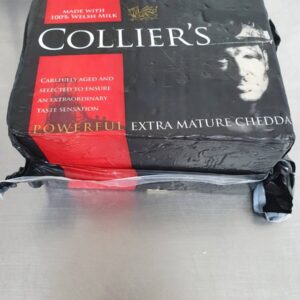 MADE WITH
100% WELSH MILK
COLLIER'S
CAREFULLY AGED AND
SELECTED TO ENSURE
AN EXTRAORDINARY
TASTE SENSATION
POWERFUL EXTRA MATURE CHEDDA